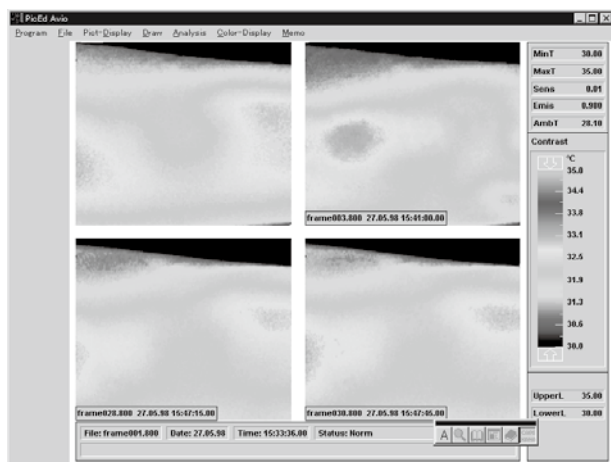 PicEd Avio
Program File Pict-Display Draw Analysis Color-Display Memo
MinT 30.00
MaxT 35.00
Sens 0.01
Emis 0.980
AmbT 28.10
Contrast
°C
35.0
34.4
33.8
33.1
32.5
31.9
31.3
30.6
30.0
UpperL 35.00
LowerL 30.00
frame003.800 27.05.98 15:41:00.00
frame028.800 27.05.98 15:47:15.00
frame030.800 27.05.98 15:47:45.00
File: frame001.800 Date: 27.05.98 Time: 15:33:36.00 Status: Norm
A